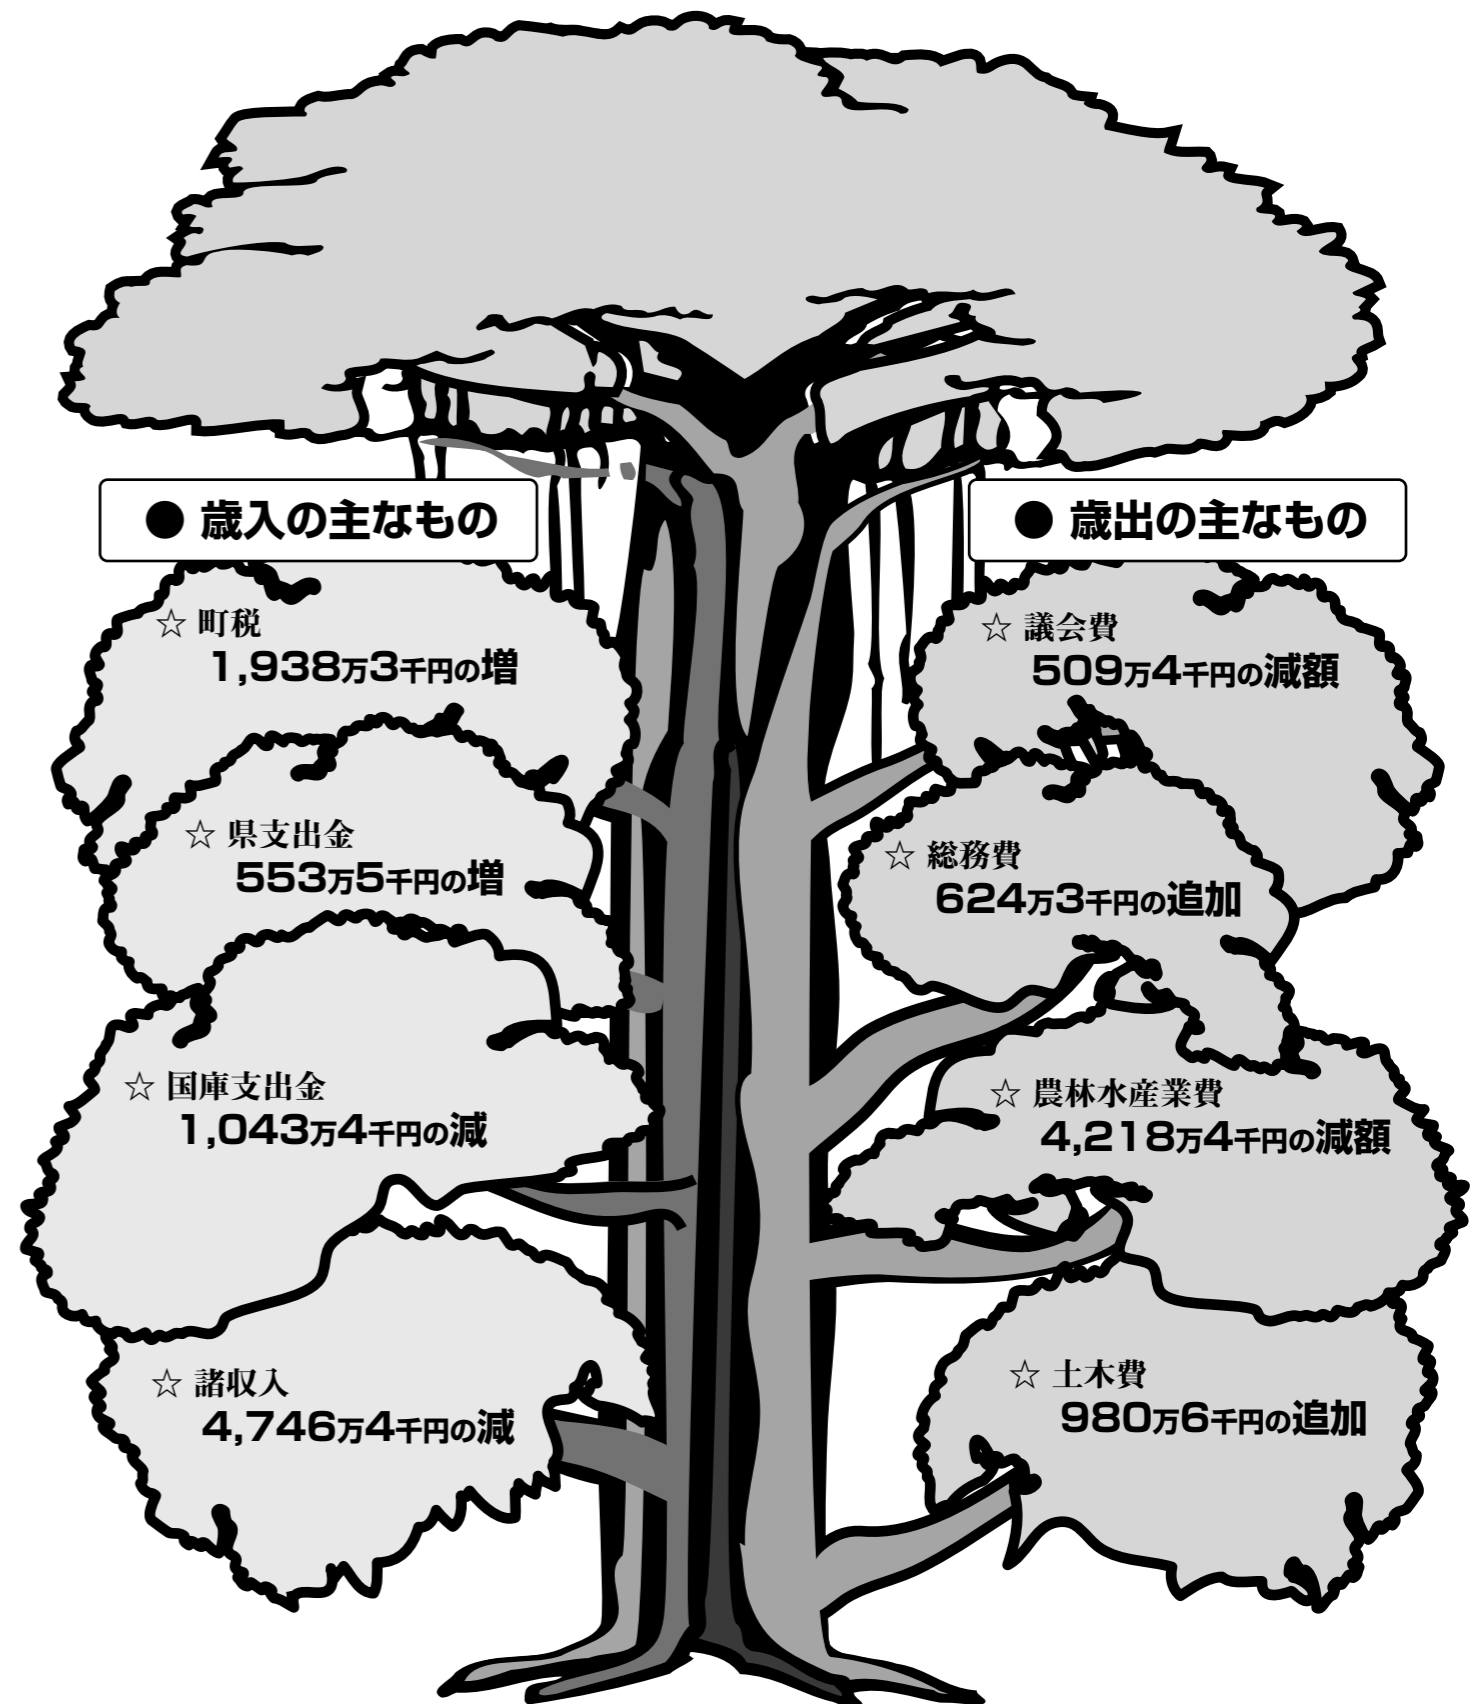 ● 歳入の主なもの
☆ 町税
1,938万3千円の増
☆ 県支出金
553万5千円の増
☆ 国庫支出金
1,043万4千円の減
☆ 諸収入
4,746万4千円の減
● 歳出の主なもの
☆ 議会費
509万4千円の減額
☆ 総務費
624万3千円の追加
☆ 農林水産業費
4,218万4千円の減額
☆ 土木費
980万6千円の追加